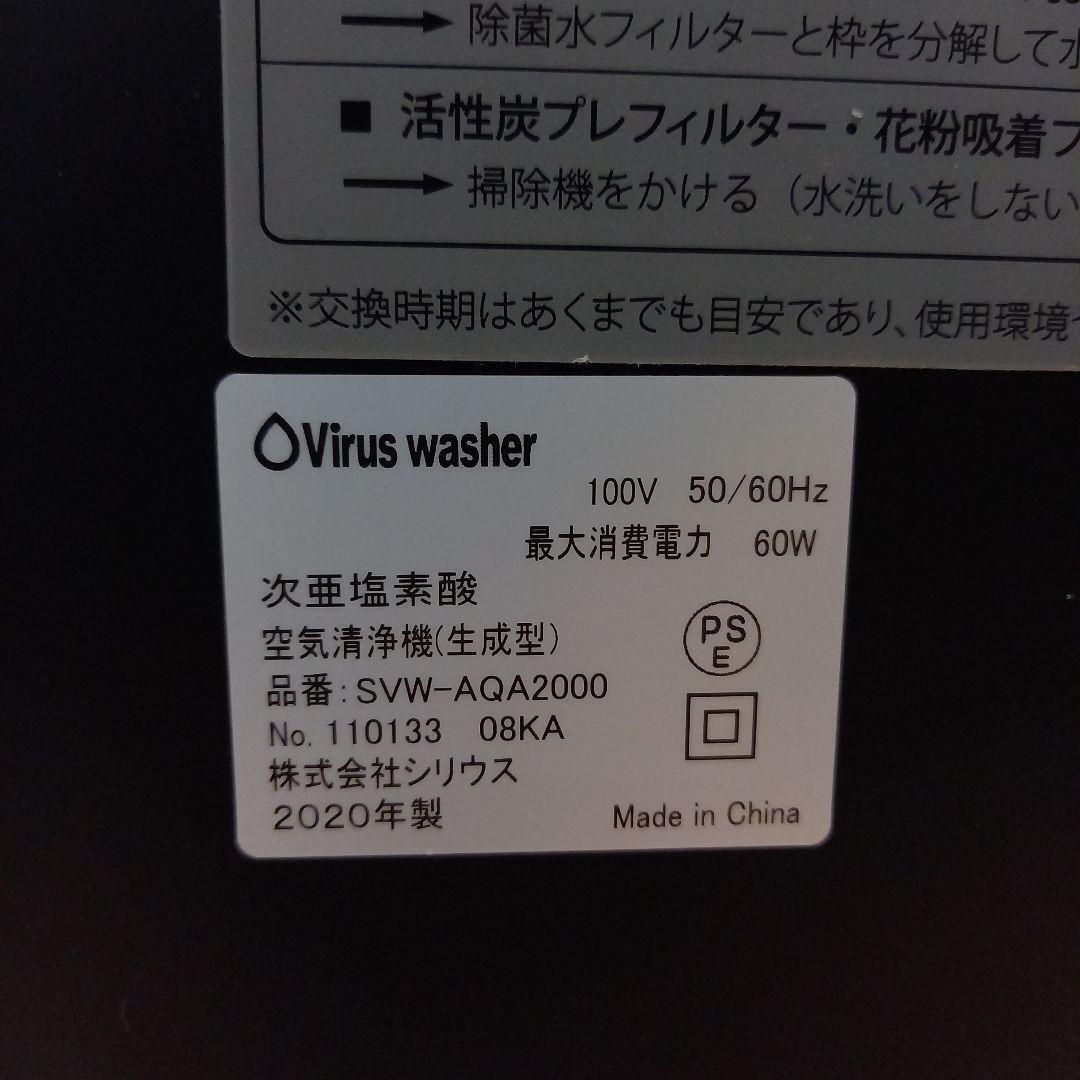 → 除菌水フィルターと枠を分解して水
■ 活性炭プレフィルター・花粉吸着フ
→ 掃除機をかける（水洗いをしない
※交換時期はあくまでも目安であり、使用環境
Virus washer
100V 50/60Hz
最大消費電力 60W
次亜塩素酸
空気清浄機(生成型)
品番:SVW-AQA2000
No. 110133 08KA
株式会社シリウス
2020年製
PS
E
Made in China